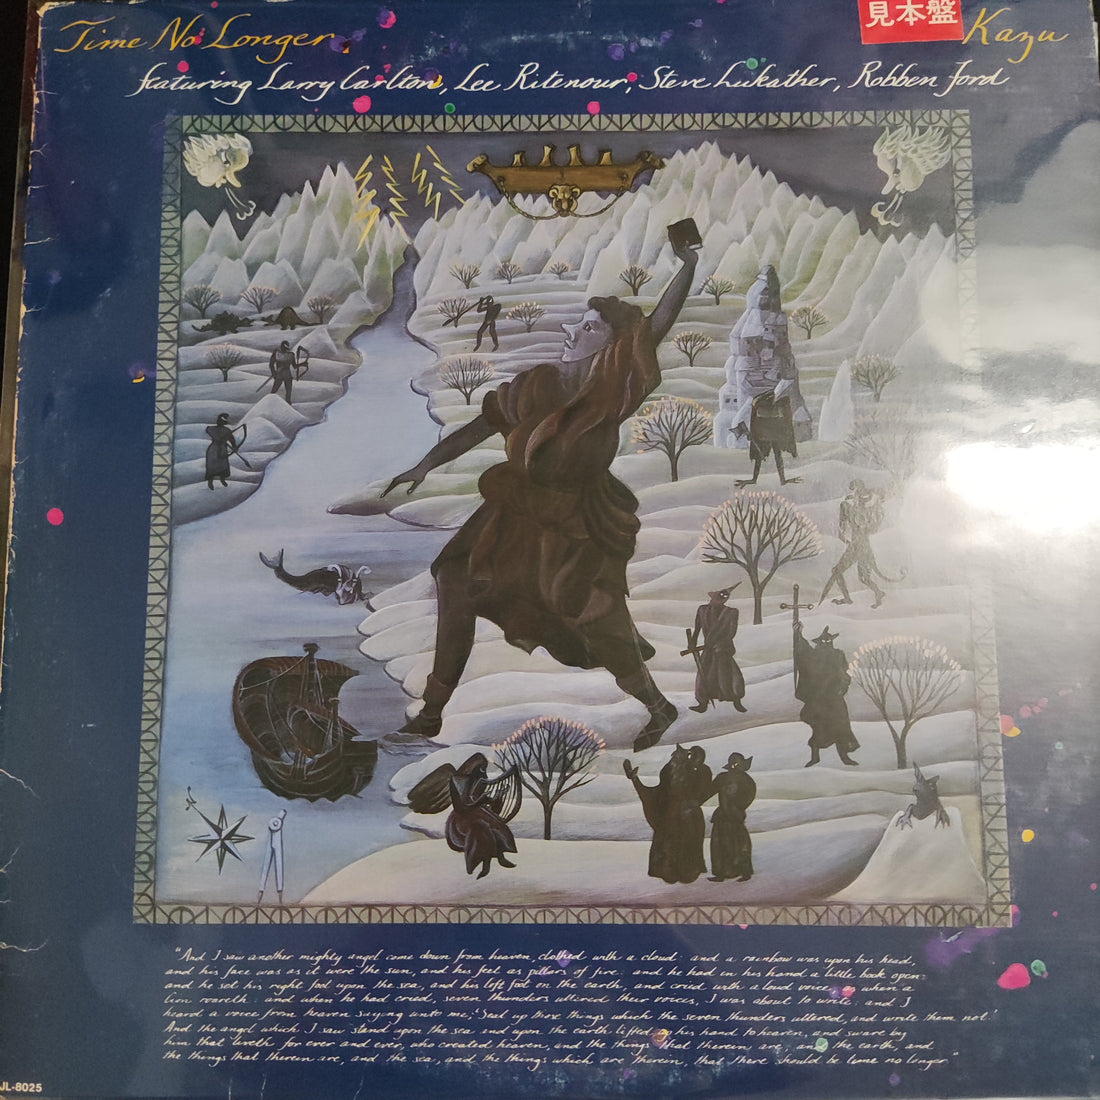 Time No Longer
見本盤
Kazu
featuring Larry Carlton, Lee Ritenour, Steve Lukather, Robben Ford
"And I saw another mighty angel come down from heaven, clothed with a cloud: and a rainbow was upon his head,
and his face was as it were the sun, and his feet as pillars of fire: and he had in his hand a little book open:
and he set his right foot upon the sea, and his left foot on the earth, and cried with a loud voice, as when a
lion roareth: and when he had cried, seven thunders uttered their voices, I was about to write: and I
heard a voice from heaven saying unto me, 'Seal up those things which the seven thunders uttered, and write them not.'
And the angel which I saw stand upon the sea and upon the earth lifted up his hand to heaven, and sware by
him that liveth for ever and ever, who created heaven, and the things that therein are, and the earth, and
the things that therein are, and the sea, and the things which are therein, that there should be time no longer."
JL-8025